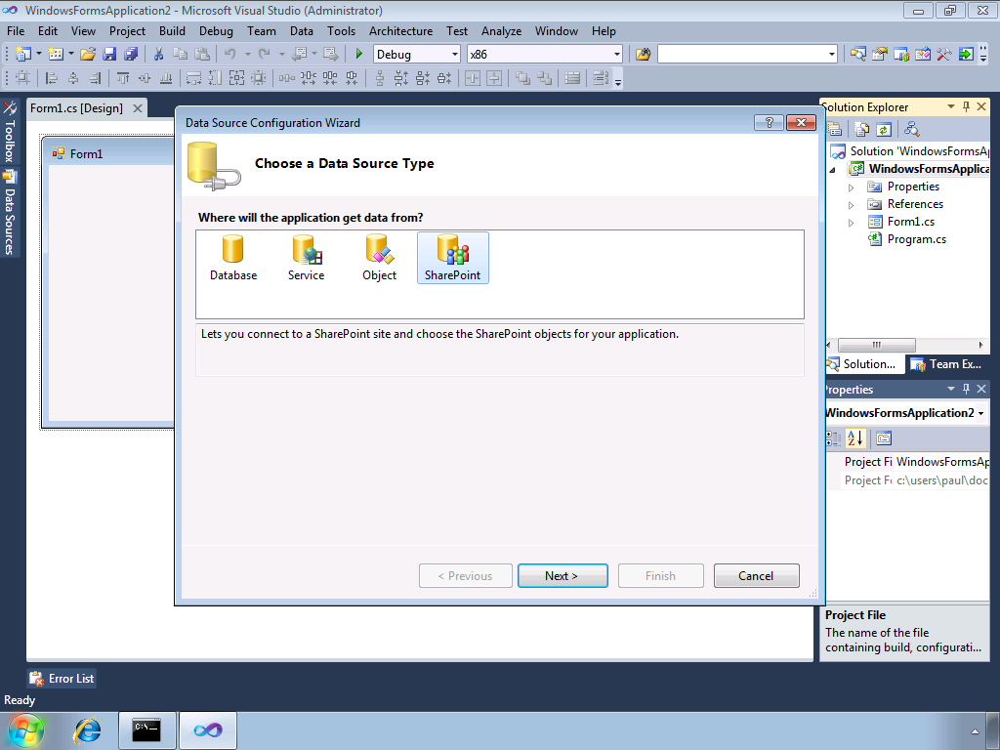 WindowsFormsApplication2 - Microsoft Visual Studio (Administrator)
File Edit View Project Build Debug Team Data Tools Architecture Test Analyze Window Help
Debug x86
Toolbox
Data Sources
Form1.cs [Design]
Form1
Data Source Configuration Wizard
?
Choose a Data Source Type
Where will the application get data from?
Database Service Object SharePoint
Lets you connect to a SharePoint site and choose the SharePoint objects for your application.
< Previous Next > Finish Cancel
Solution Explorer
Solution 'WindowsFormsAp
WindowsFormsApplica
Properties
References
Form1.cs
Program.cs
Solution... Team Ex...
Properties
WindowsFormsApplication2
Project Fi WindowsFormsAp
Project Fo c:\users\paul\doc
Project File
The name of the file
containing build, configurati...
Error List
Ready
C:\